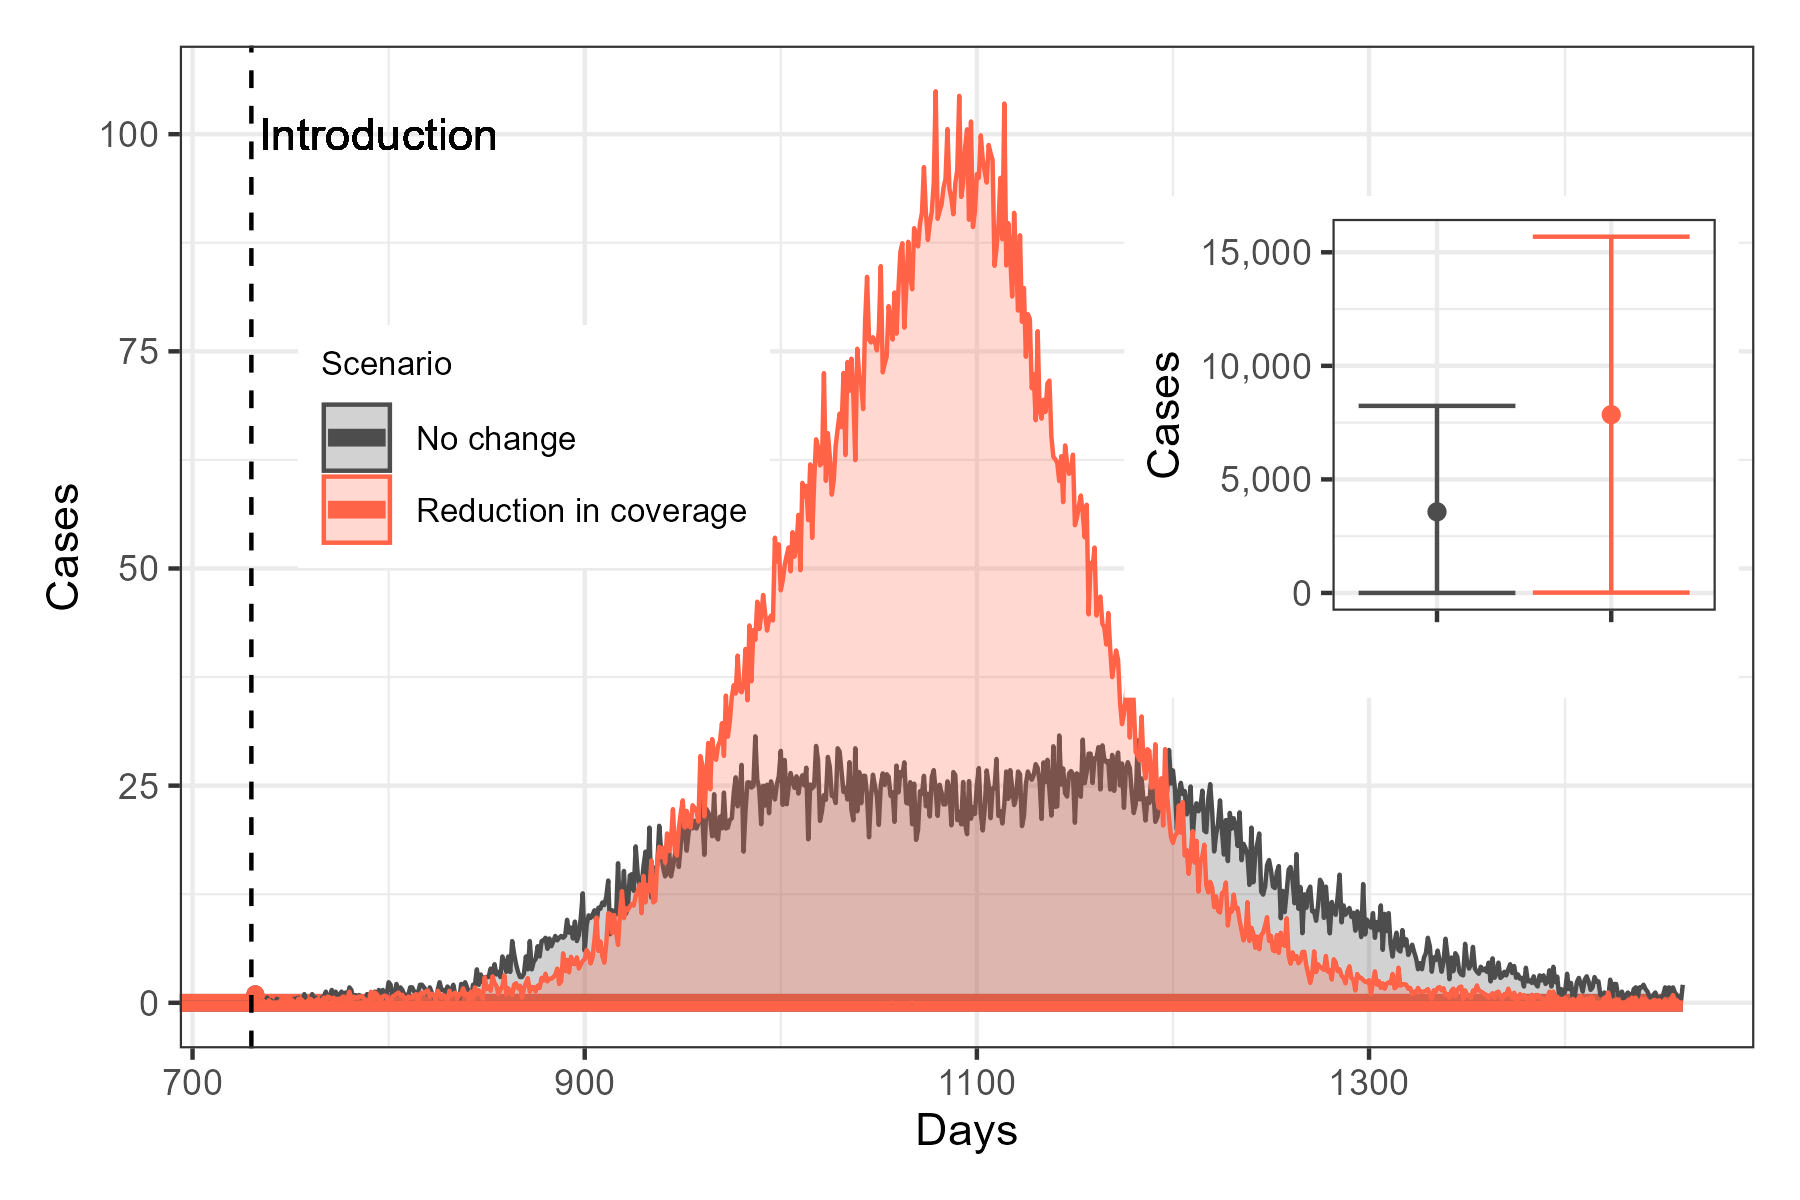 Introduction
Scenario
No change
Reduction in coverage
Cases
100
75
50
25
0
700
900
1100
1300
Days
Cases
15,000
10,000
5,000
0